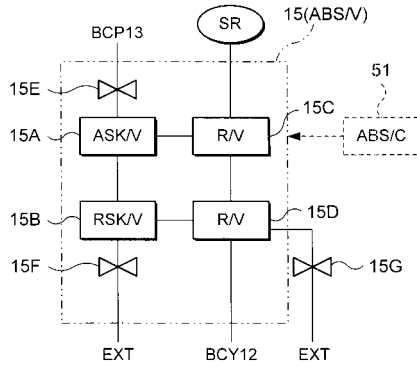 SR
15(ABS/V)
BCP13
15E
51
15A
ASK/V
R/V
15C
ABS/C
15B
RSK/V
R/V
15D
15F
15G
EXT
BCY12
EXT